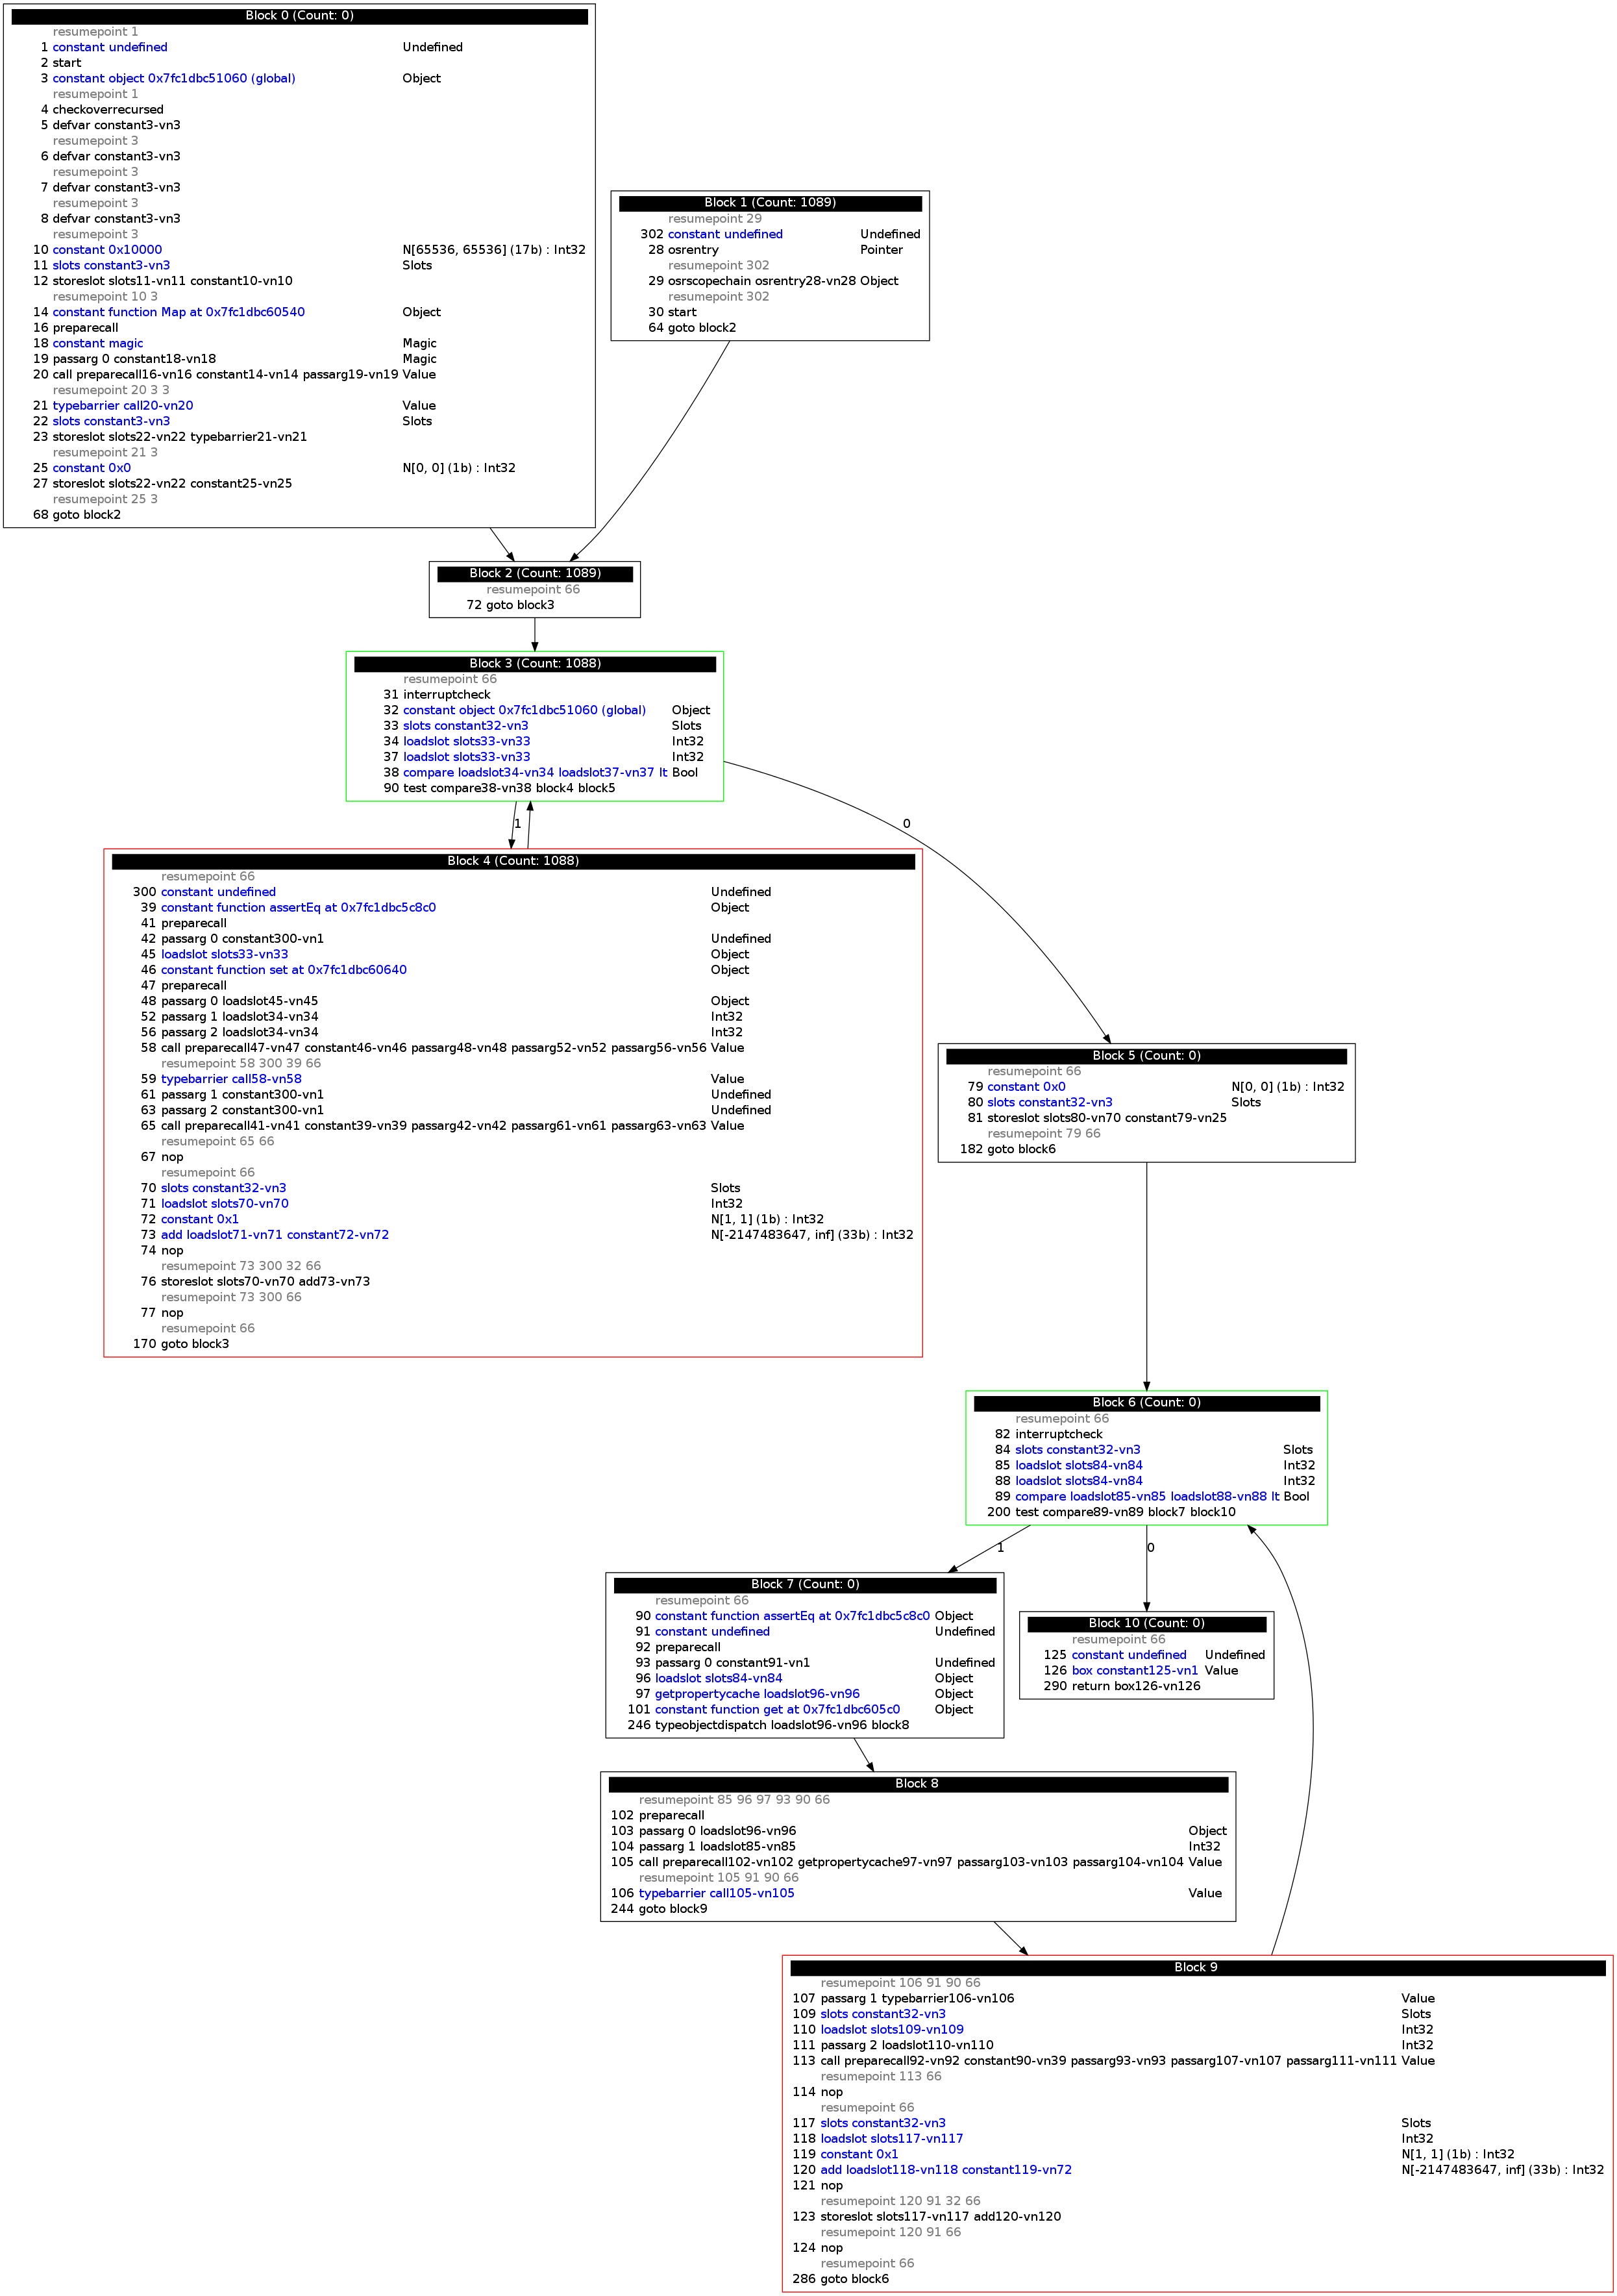 Block 0 (Count: 0)
resumepoint 1
1 constant undefined Undefined
2 start
3 constant object 0x7fc1dbc51060 (global) Object
resumepoint 1
4 checkoverrecursed
5 defvar constant3-vn3
resumepoint 3
6 defvar constant3-vn3
resumepoint 3
7 defvar constant3-vn3
resumepoint 3
8 defvar constant3-vn3
resumepoint 3
10 constant 0x10000 N[65536, 65536] (17b) : Int32
11 slots constant3-vn3 Slots
12 storeslot slots11-vn11 constant10-vn10
resumepoint 10 3
14 constant function Map at 0x7fc1dbc60540 Object
16 preparecall
18 constant magic Magic
19 passarg 0 constant18-vn18 Magic
20 call preparecall16-vn16 constant14-vn14 passarg19-vn19 Value
resumepoint 20 3 3
21 typebarrier call20-vn20 Value
22 slots constant3-vn3 Slots
23 storeslot slots22-vn22 typebarrier21-vn21
resumepoint 21 3
25 constant 0x0 N[0, 0] (1b) : Int32
27 storeslot slots22-vn22 constant25-vn25
resumepoint 25 3
68 goto block2
Block 1 (Count: 1089)
resumepoint 29
302 constant undefined Undefined
28 osrentry Pointer
resumepoint 302
29 osrscopechain osrentry28-vn28 Object
resumepoint 302
30 start
64 goto block2
Block 2 (Count: 1089)
resumepoint 66
72 goto block3
Block 3 (Count: 1088)
resumepoint 66
31 interruptcheck
32 constant object 0x7fc1dbc51060 (global) Object
33 slots constant32-vn3 Slots
34 loadslot slots33-vn33 Int32
37 loadslot slots33-vn33 Int32
38 compare loadslot34-vn34 loadslot37-vn37 lt Bool
90 test compare38-vn38 block4 block5
1
0
Block 4 (Count: 1088)
resumepoint 66
300 constant undefined Undefined
39 constant function assertEq at 0x7fc1dbc5c8c0 Object
41 preparecall
42 passarg 0 constant300-vn1 Undefined
45 loadslot slots33-vn33 Object
46 constant function set at 0x7fc1dbc60640 Object
47 preparecall
48 passarg 0 loadslot45-vn45 Object
52 passarg 1 loadslot34-vn34 Int32
56 passarg 2 loadslot34-vn34 Int32
58 call preparecall47-vn47 constant46-vn46 passarg48-vn48 passarg52-vn52 passarg56-vn56 Value
resumepoint 58 300 39 66
59 typebarrier call58-vn58 Value
61 passarg 1 constant300-vn1 Undefined
63 passarg 2 constant300-vn1 Undefined
65 call preparecall41-vn41 constant39-vn39 passarg42-vn42 passarg61-vn61 passarg63-vn63 Value
resumepoint 65 66
67 nop
resumepoint 66
70 slots constant32-vn3 Slots
71 loadslot slots70-vn70 Int32
72 constant 0x1 N[1, 1] (1b) : Int32
73 add loadslot71-vn71 constant72-vn72 N[-2147483647, inf] (33b) : Int32
74 nop
resumepoint 73 300 32 66
76 storeslot slots70-vn70 add73-vn73
resumepoint 73 300 66
77 nop
resumepoint 66
170 goto block3
Block 5 (Count: 0)
resumepoint 66
79 constant 0x0 N[0, 0] (1b) : Int32
80 slots constant32-vn3 Slots
81 storeslot slots80-vn70 constant79-vn25
resumepoint 79 66
182 goto block6
Block 6 (Count: 0)
resumepoint 66
82 interruptcheck
84 slots constant32-vn3 Slots
85 loadslot slots84-vn84 Int32
88 loadslot slots84-vn84 Int32
89 compare loadslot85-vn85 loadslot88-vn88 lt Bool
200 test compare89-vn89 block7 block10
1
0
Block 7 (Count: 0)
resumepoint 66
90 constant function assertEq at 0x7fc1dbc5c8c0 Object
91 constant undefined Undefined
92 preparecall
93 passarg 0 constant91-vn1 Undefined
96 loadslot slots84-vn84 Object
97 getpropertycache loadslot96-vn96 Object
101 constant function get at 0x7fc1dbc605c0 Object
246 typeobjectdispatch loadslot96-vn96 block8
Block 10 (Count: 0)
resumepoint 66
125 constant undefined Undefined
126 box constant125-vn1 Value
290 return box126-vn126
Block 8
resumepoint 85 96 97 93 90 66
102 preparecall
103 passarg 0 loadslot96-vn96 Object
104 passarg 1 loadslot85-vn85 Int32
105 call preparecall102-vn102 getpropertycache97-vn97 passarg103-vn103 passarg104-vn104 Value
resumepoint 105 91 90 66
106 typebarrier call105-vn105 Value
244 goto block9
Block 9
resumepoint 106 91 90 66
107 passarg 1 typebarrier106-vn106 Value
109 slots constant32-vn3 Slots
110 loadslot slots109-vn109 Int32
111 passarg 2 loadslot110-vn110 Int32
113 call preparecall92-vn92 constant90-vn39 passarg93-vn93 passarg107-vn107 passarg111-vn111 Value
resumepoint 113 66
114 nop
resumepoint 66
117 slots constant32-vn3 Slots
118 loadslot slots117-vn117 Int32
119 constant 0x1 N[1, 1] (1b) : Int32
120 add loadslot118-vn118 constant119-vn72 N[-2147483647, inf] (33b) : Int32
121 nop
resumepoint 120 91 32 66
123 storeslot slots117-vn117 add120-vn120
resumepoint 120 91 66
124 nop
resumepoint 66
286 goto block6